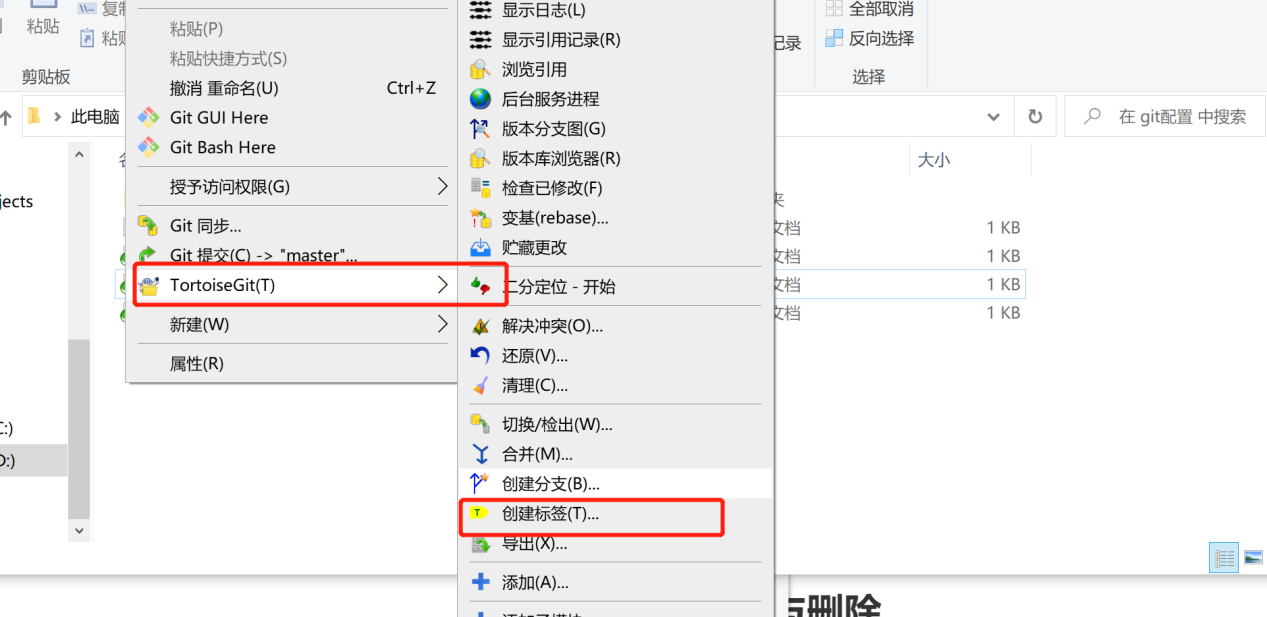 粘贴
复制
粘贴
剪贴板
此电脑
jects
C:)
D:)
粘贴(P)
粘贴快捷方式(S)
撤消 重命名(U) Ctrl+Z
Git GUI Here
Git Bash Here
授予访问权限(G)
Git 同步...
Git 提交(C) -> "master"...
TortoiseGit(T)
新建(W)
属性(R)
显示日志(L)
显示引用记录(R)
浏览引用
后台服务进程
版本分支图(G)
版本库浏览器(R)
检查已修改(F)
变基(rebase)...
贮藏更改
二分定位 - 开始
解决冲突(O)...
还原(V)...
清理(C)...
切换/检出(W)...
合并(M)...
创建分支(B)...
创建标签(T)...
导出(X)...
添加(A)...
记录
全部取消
反向选择
选择
在 git配置 中搜索
大小
夹
文档 1 KB
文档 1 KB
文档 1 KB
文档 1 KB
删除